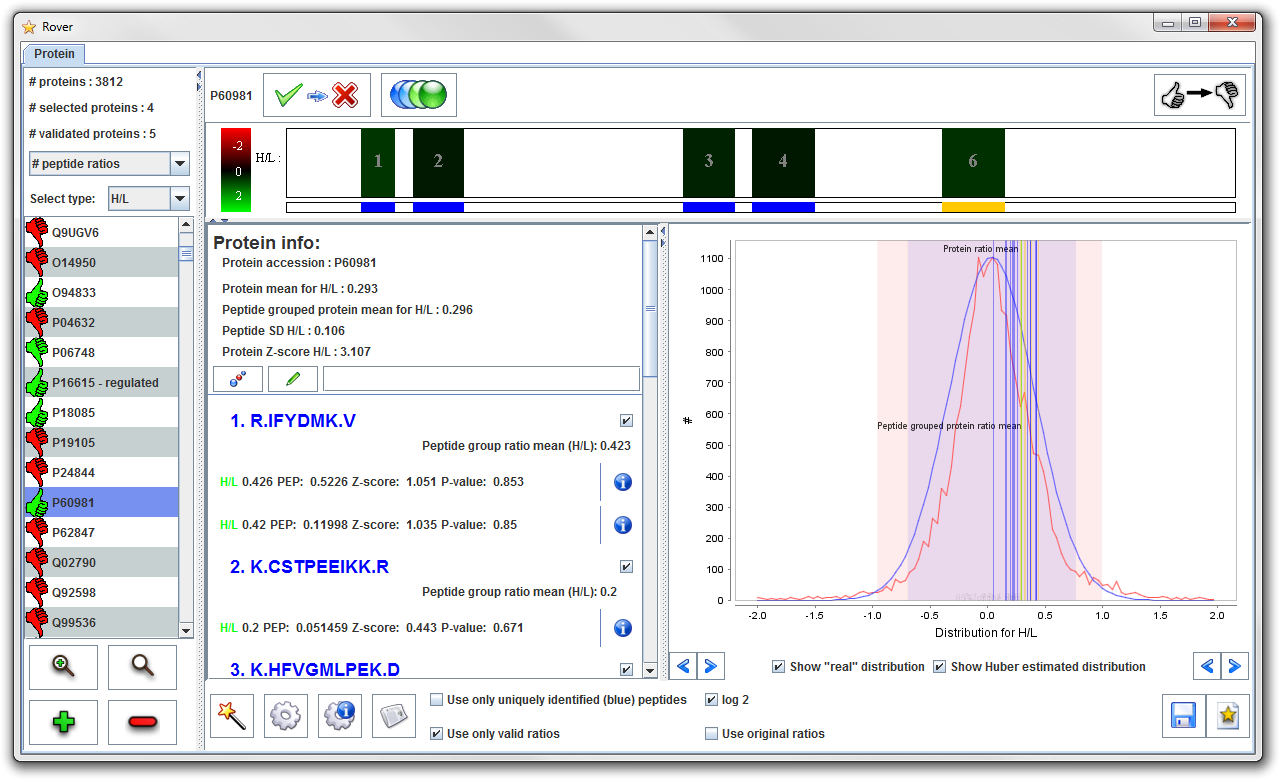 Rover
Protein
# proteins : 3812
# selected proteins : 4
# validated proteins : 5
# peptide ratios
Select type: H/L
Q9UGV6
O14950
O94833
P04632
P06748
P16615 - regulated
P18085
P19105
P24844
P60981
P62847
Q02790
Q92598
Q99536
P60981
-2
0
2
H/L :
1 2 3 4 6
Protein info:
Protein accession : P60981
Protein mean for H/L : 0.293
Peptide grouped protein mean for H/L : 0.296
Peptide SD H/L : 0.106
Protein Z-score H/L : 3.107
1. R.IFYDMK.V
Peptide group ratio mean (H/L): 0.423
H/L 0.426 PEP: 0.5226 Z-score: 1.051 P-value: 0.853
H/L 0.42 PEP: 0.11998 Z-score: 1.035 P-value: 0.85
2. K.CSTPEEIKK.R
Peptide group ratio mean (H/L): 0.2
H/L 0.2 PEP: 0.051459 Z-score: 0.443 P-value: 0.671
3. K.HFVGMLPEK.D
Protein ratio mean
Peptide grouped protein ratio mean
#
1100
1000
900
800
700
600
500
400
300
200
100
0
-2.0 -1.5 -1.0 -0.5 0.0 0.5 1.0 1.5 2.0
Distribution for H/L
Show "real" distribution
Show Huber estimated distribution
Use only uniquely identified (blue) peptides
log 2
Use only valid ratios
Use original ratios